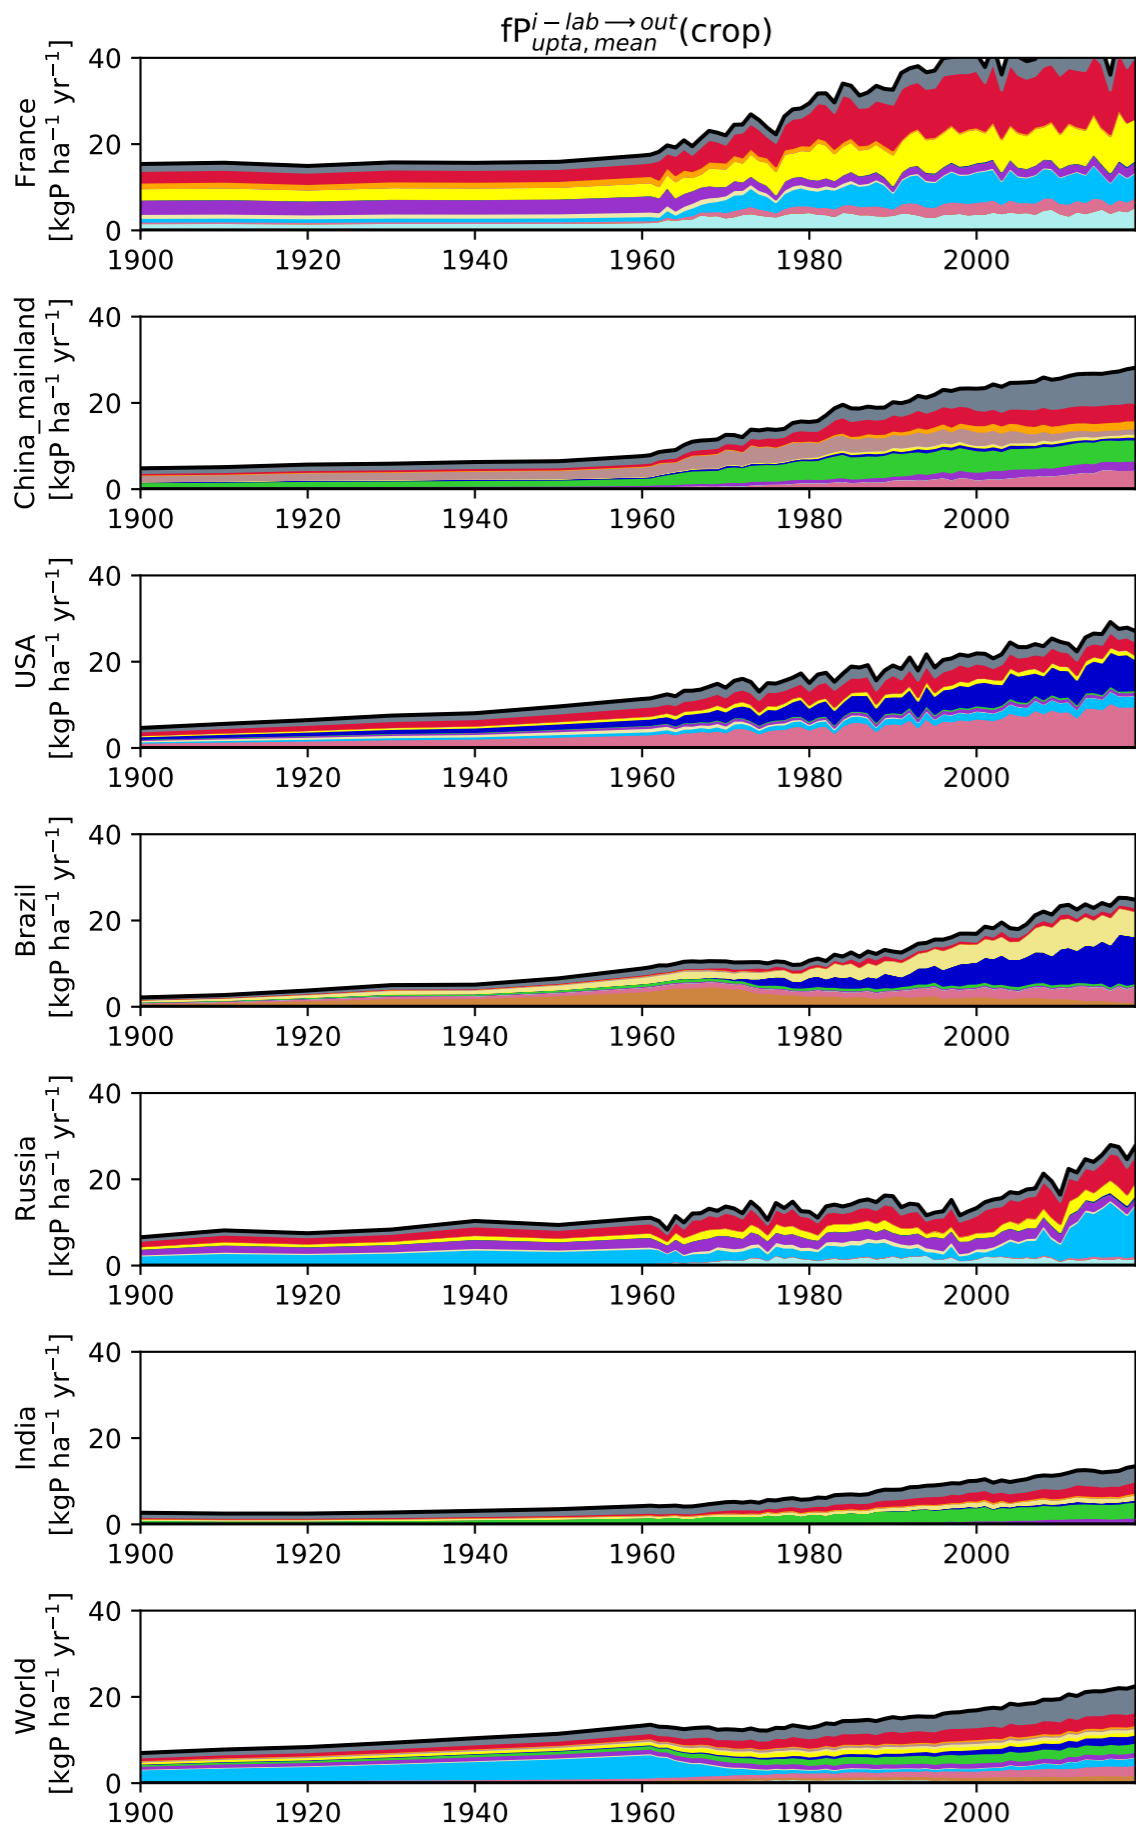 fP^{i−lab⟶out}_{upta,mean}(crop)
France
[kgP ha⁻¹ yr⁻¹]
40
20
0
1900 1920 1940 1960 1980 2000
China_mainland
[kgP ha⁻¹ yr⁻¹]
40
20
0
1900 1920 1940 1960 1980 2000
USA
[kgP ha⁻¹ yr⁻¹]
40
20
0
1900 1920 1940 1960 1980 2000
Brazil
[kgP ha⁻¹ yr⁻¹]
40
20
0
1900 1920 1940 1960 1980 2000
Russia
[kgP ha⁻¹ yr⁻¹]
40
20
0
1900 1920 1940 1960 1980 2000
India
[kgP ha⁻¹ yr⁻¹]
40
20
0
1900 1920 1940 1960 1980 2000
World
[kgP ha⁻¹ yr⁻¹]
40
20
0
1900 1920 1940 1960 1980 2000